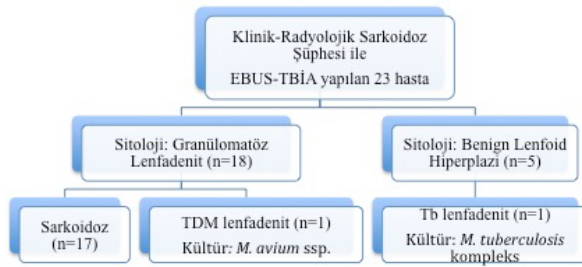 Klinik-Radyolojik Sarkoidoz
Şüphesi ile
EBUS-TBİA yapılan 23 hasta
Sitoloji: Granülomatöz
Lenfadenit (n=18)
Sitoloji: Benign Lenfoid
Hiperplazi (n=5)
Sarkoidoz
(n=17)
TDM lenfadenit (n=1)
Kültür: M. avium ssp.
Tb lenfadenit (n=1)
Kültür: M. tuberculosis
kompleks